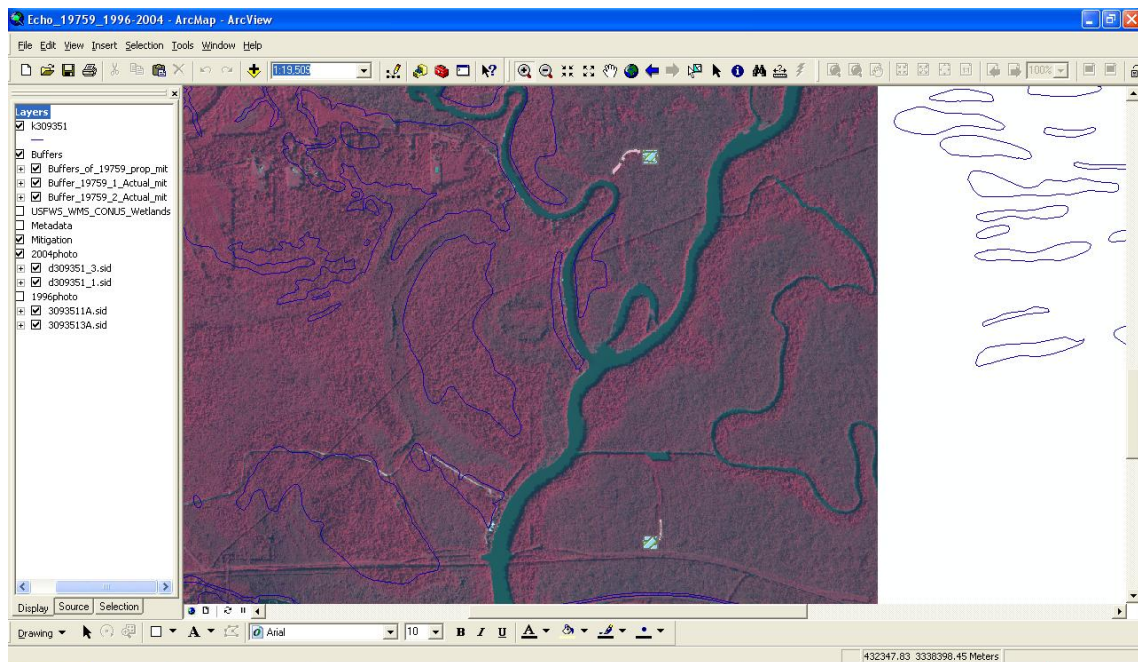 Echo_19759_1996-2004 - ArcMap - ArcView
File Edit View Insert Selection Tools Window Help
1:19,509
100%
Layers
k309351
Buffers
Buffers_of_19759_prop_mit
Buffer_19759_1_Actual_mit
Buffer_19759_2_Actual_mit
USFWS_WMS_CONUS_Wetlands
Metadata
Mitigation
2004photo
d309351_3.sid
d309351_1.sid
1996photo
3093511A.sid
3093513A.sid
Display Source Selection
Drawing A Arial 10 B I U A
432347.83 3338398.45 Meters